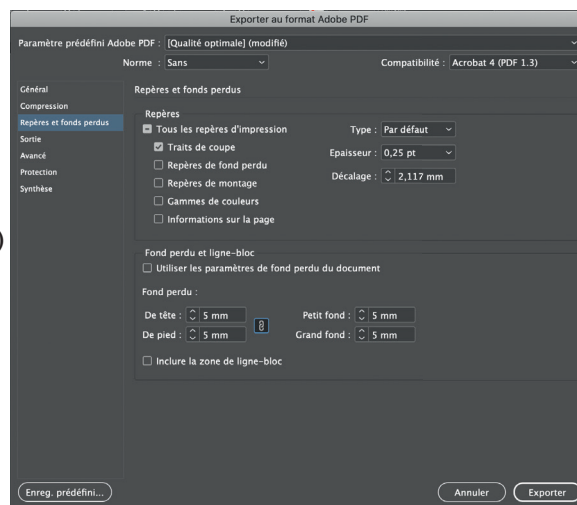 Exporter au format Adobe PDF
Paramètre prédéfini Adobe PDF : [Qualité optimale] (modifié)
Norme : Sans Compatibilité : Acrobat 4 (PDF 1.3)
Général
Compression
Repères et fonds perdus
Sortie
Avancé
Protection
Synthèse
Repères et fonds perdus
Repères
Tous les repères d'impression
Traits de coupe
Repères de fond perdu
Repères de montage
Gammes de couleurs
Informations sur la page
Type : Par défaut
Epaisseur : 0,25 pt
Décalage : 2,117 mm
Fond perdu et ligne-bloc
Utiliser les paramètres de fond perdu du document
Fond perdu :
De tête : 5 mm Petit fond : 5 mm
De pied : 5 mm Grand fond : 5 mm
Inclure la zone de ligne-bloc
Enreg. prédéfini... Annuler Exporter